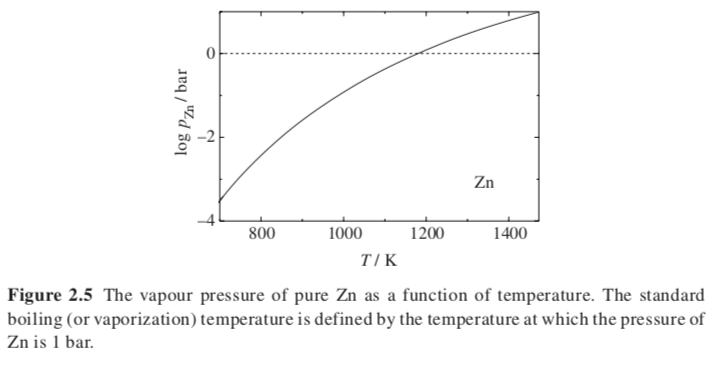 0
−2
−4
log pZn / bar
Zn
800 1000 1200 1400
T / K
Figure 2.5 The vapour pressure of pure Zn as a function of temperature. The standard
boiling (or vaporization) temperature is defined by the temperature at which the pressure of
Zn is 1 bar.